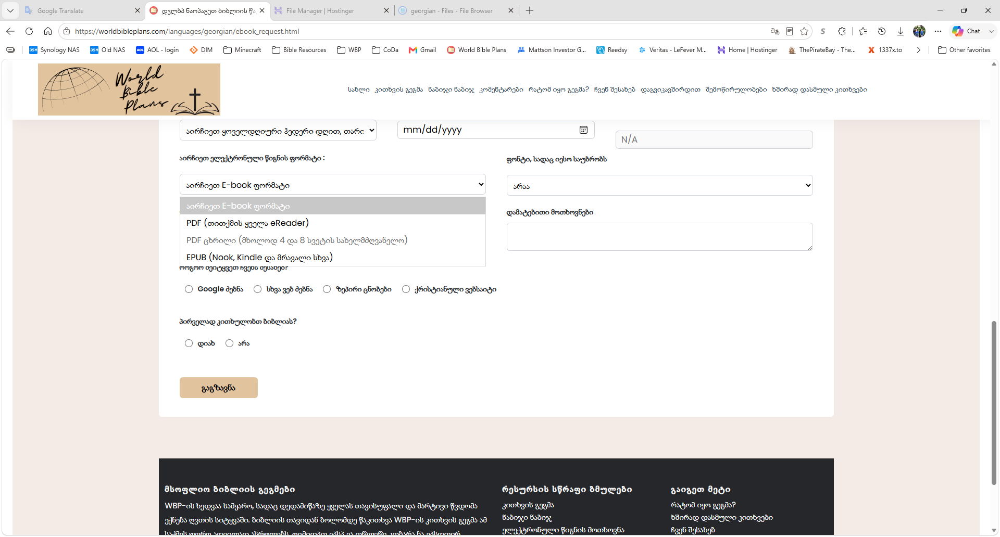 Google Translate
დვლბპ ნაოპაგეთ ბიბლიის წა
File Manager | Hostinger
georgian - Files - File Browser
https://worldbibleplans.com/languages/georgian/ebook_request.html
Chat
Synology NAS
Old NAS
AOL - login
DIM
Minecraft
Bible Resources
WBP
CoDa
Gmail
World Bible Plans
Mattson Investor G...
Reedsy
Veritas - LeFever M...
Home | Hostinger
ThePirateBay - The...
1337x.to
Other favorites
World
Bible
Plans
სახლი კითხვის გეგმა ნაბიჯი ნაბიჯ კომენტარები რატომ იყო გეგმა? ჩვენ შესახებ დაგვიკავშირდით შემოწირულობები ხშირად დასმული კითხვები
აირჩიეთ ყოველდღიური ჰედერი დღით, თარი
mm/dd/yyyy
N/A
აირჩიეთ ელექტრონული წიგნის ფორმატი :
ფონტი, სადაც იესო საუბრობს
აირჩიეთ E-book ფორმატი
არაა
აირჩიეთ E-book ფორმატი
PDF (თითქმის ყველა eReader)
PDF ცხრილი (მხოლოდ 4 და 8 სვეტის სახელმძღვანელო)
EPUB (Nook, Kindle და მრავალი სხვა)
დამატებითი მოთხოვნები
როგორ შეიტყვეთ ჩვენს შესახებ?
Google ძებნა
სხვა ვებ ძებნა
ზეპირი ცნობები
ქრისტიანული ვებსაიტი
პირველად კითხულობთ ბიბლიას?
დიახ
არა
გაგზავნა
მსოფლიო ბიბლიის გეგმები
WBP-ის ხედვაა სამყარო, სადაც დედამიწაზე ყველას თავისუფალი და მარტივი წვდომა
ექნება ღვთის სიტყვაში. ბიბლიის თავიდან ბოლომდე წაკითხვა WBP-ის კითხვის გეგმა ამ
რესურსის სწრაფი ბმულები
კითხვის გეგმა
ნაბიჯი ნაბიჯ
ელექტრონული წიგნის მოთხოვნა
გაიგეთ მეტი
რატომ იყო გეგმა?
ხშირად დასმული კითხვები
ჩვენ შესახებ